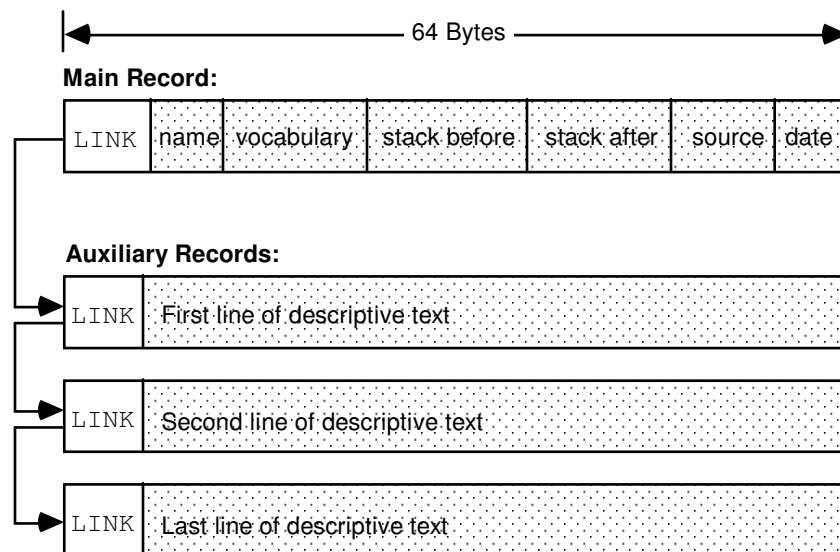 64 Bytes
Main Record:
LINK name vocabulary stack before stack after source date
Auxiliary Records:
LINK First line of descriptive text
LINK Second line of descriptive text
LINK Last line of descriptive text